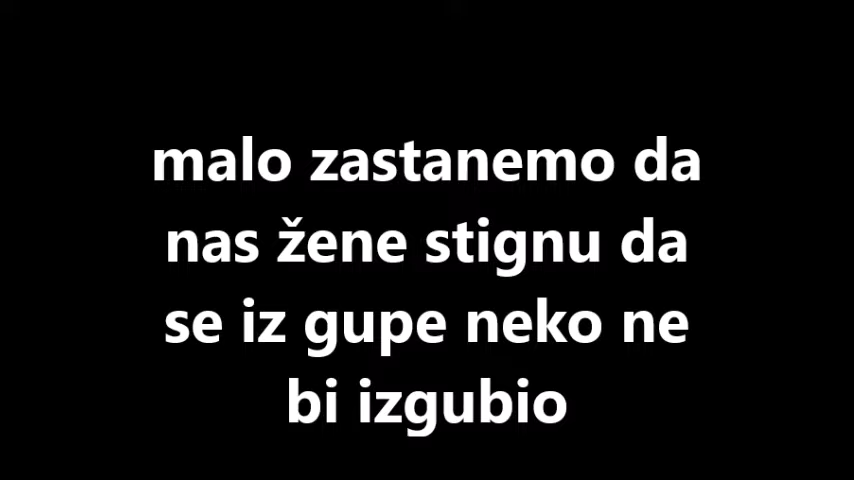 malo zastanemo da
nas žene stignu da
se iz gupe neko ne
bi izgubio